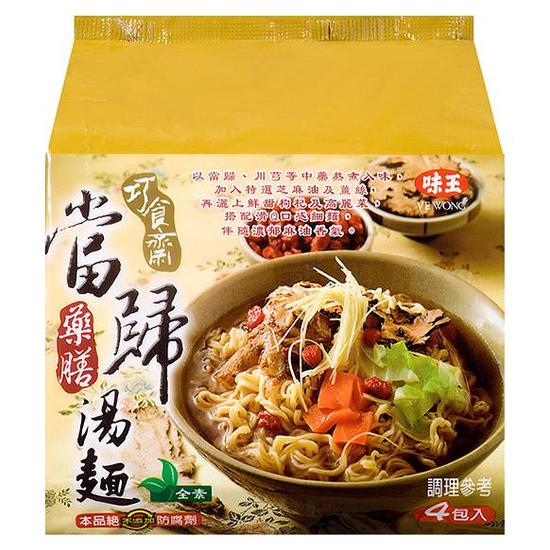 以當歸、川芎等中藥熬煮入味，
加入特選芝麻油及薑絲，
再灑上鮮甜枸杞及高麗菜，
搭配滑Q口足細麵，
伴隨濃郁麻油香氣。
味王
VE WONG
巧食齋
當歸
藥膳
湯麵
全素
本品絕不添加防腐劑
調理參考
4包入